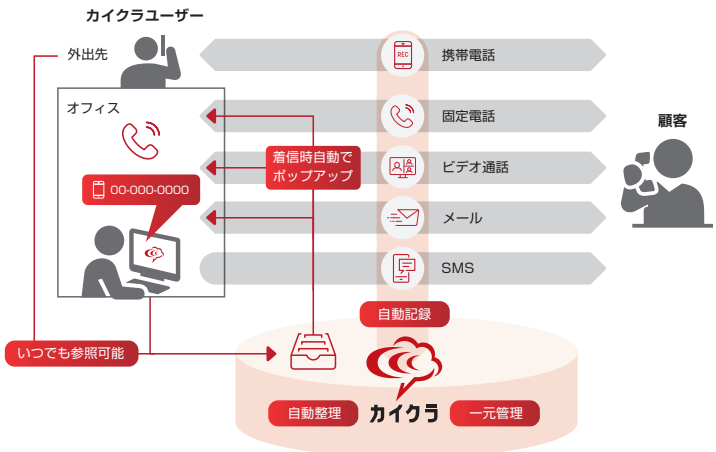 カイクラユーザー
外出先
REC
携帯電話
オフィス
固定電話
顧客
着信時自動で
ポップアップ
ビデオ通話
00-000-0000
メール
SMS
自動記録
いつでも参照可能
自動整理
カイクラ
一元管理